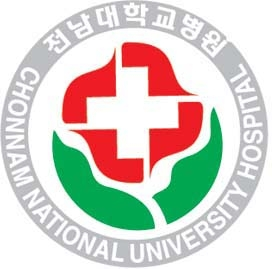 전남대학교병원
CHONNAM NATIONAL UNIVERSITY HOSPITAL